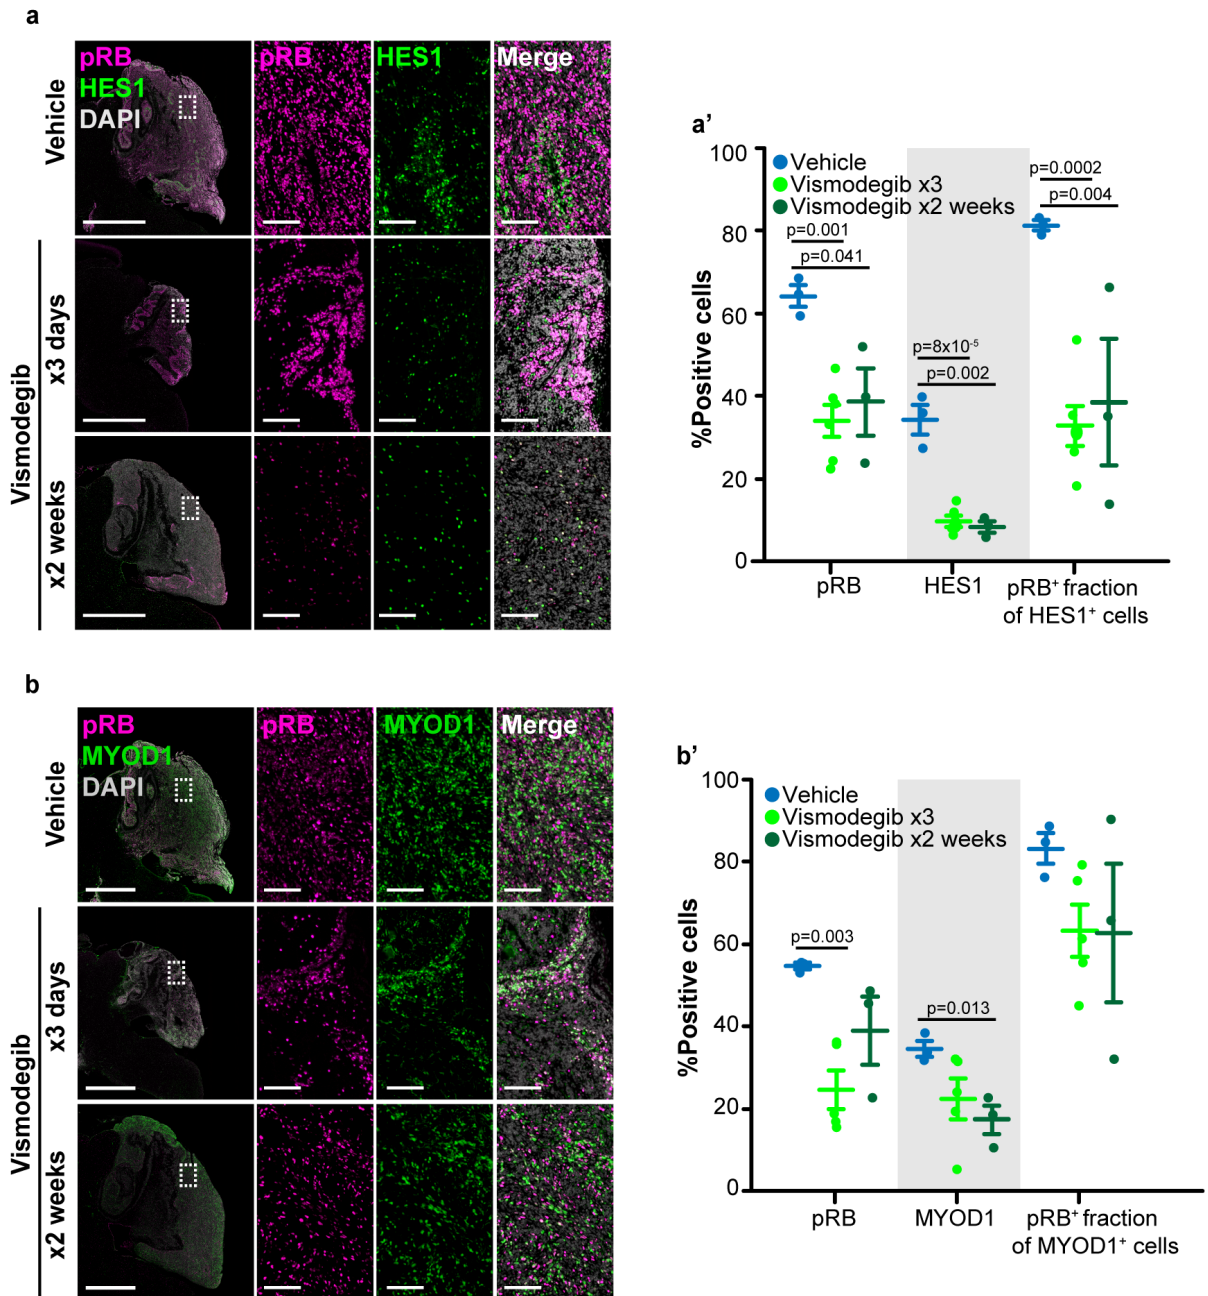 a
pRB
HES1
DAPI
pRB
HES1
Merge
Vehicle
Vismodegib
x3 days
x2 weeks
a'
%Positive cells
100
80
60
40
20
0
Vehicle
Vismodegib x3
Vismodegib x2 weeks
p=0.001
p=0.041
p=8x10⁻⁵
p=0.002
p=0.0002
p=0.004
pRB
HES1
pRB⁺ fraction
of HES1⁺ cells
b
pRB
MYOD1
DAPI
pRB
MYOD1
Merge
Vehicle
Vismodegib
x3 days
x2 weeks
b'
%Positive cells
100
80
60
40
20
0
Vehicle
Vismodegib x3
Vismodegib x2 weeks
p=0.003
p=0.013
pRB
MYOD1
pRB⁺ fraction
of MYOD1⁺ cells